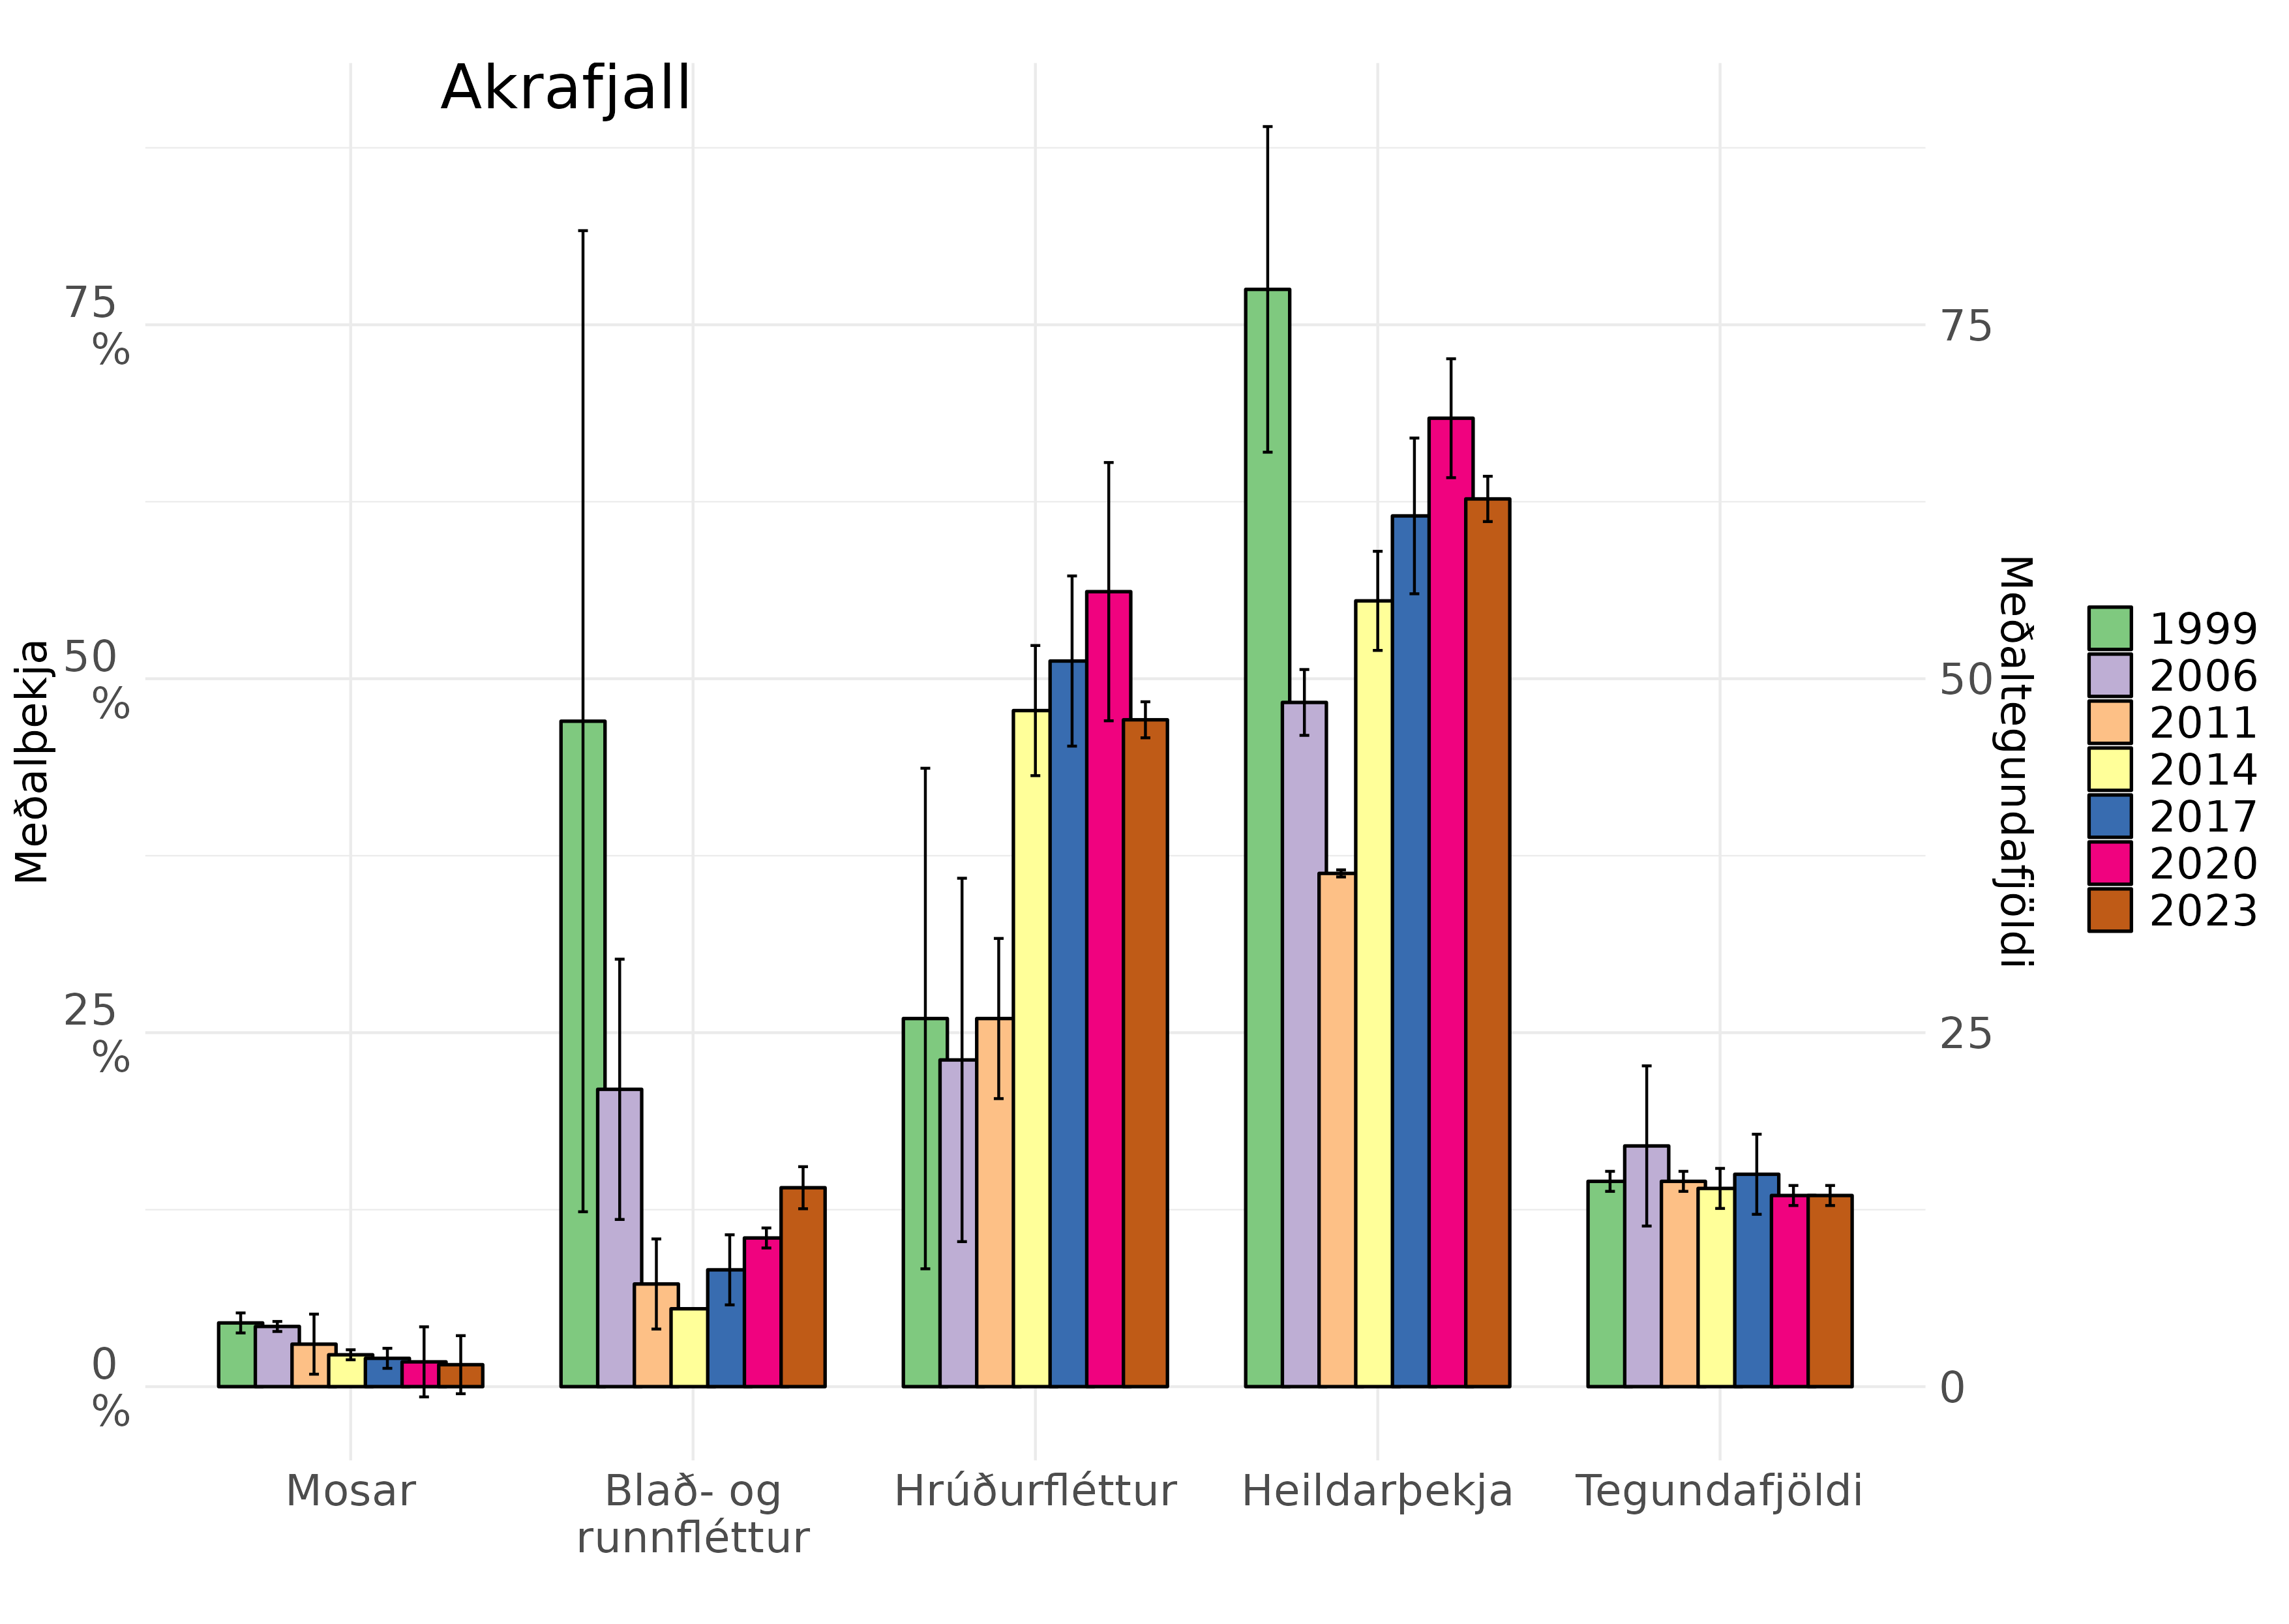 Akrafjall
Meðalbekja
75
%
50
%
25
%
0
%
75
50
25
0
Meðaltegundafjöldi
1999
2006
2011
2014
2017
2020
2023
Mosar
Blað- og
runnfléttur
Hrúðurfléttur
Heildarþekja
Tegundafjöldi